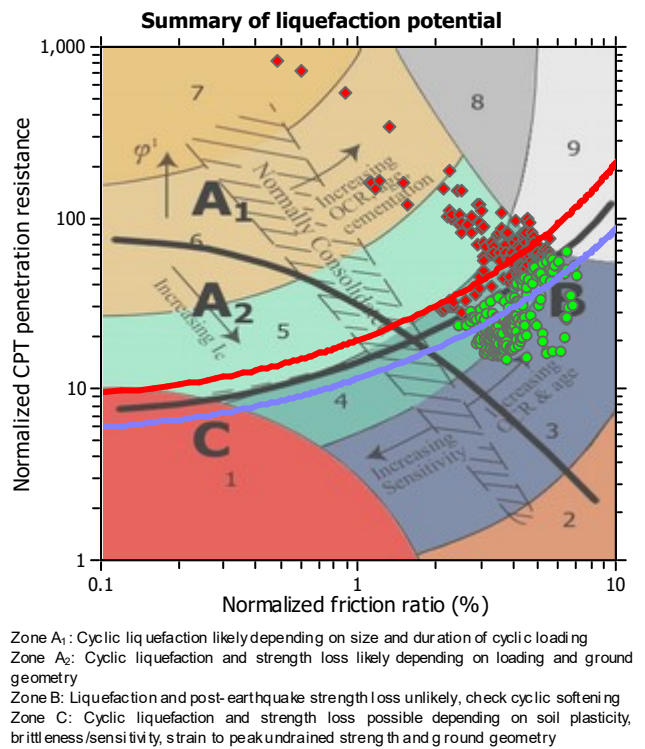 Summary of liquefaction potential
1,000
7
8
φ'
9
Increasing
OCR, age
cementation
Normally Consolidated
A1
100
6
A2
Increasing Ic
5
B
10
4
Increasing
OCR & age
C
3
Increasing
Sensitivity
1
2
1
0.1
1
10
Normalized CPT penetration resistance
Normalized friction ratio (%)
Zone A1: Cyclic liquefaction likely depending on size and duration of cyclic loading
Zone A2: Cyclic liquefaction and strength loss likely depending on loading and ground
geometry
Zone B: Liquefaction and post-earthquake strength loss unlikely, check cyclic softening
Zone C: Cyclic liquefaction and strength loss possible depending on soil plasticity,
brittleness/sensitivity, strain to peak undrained strength and ground geometry